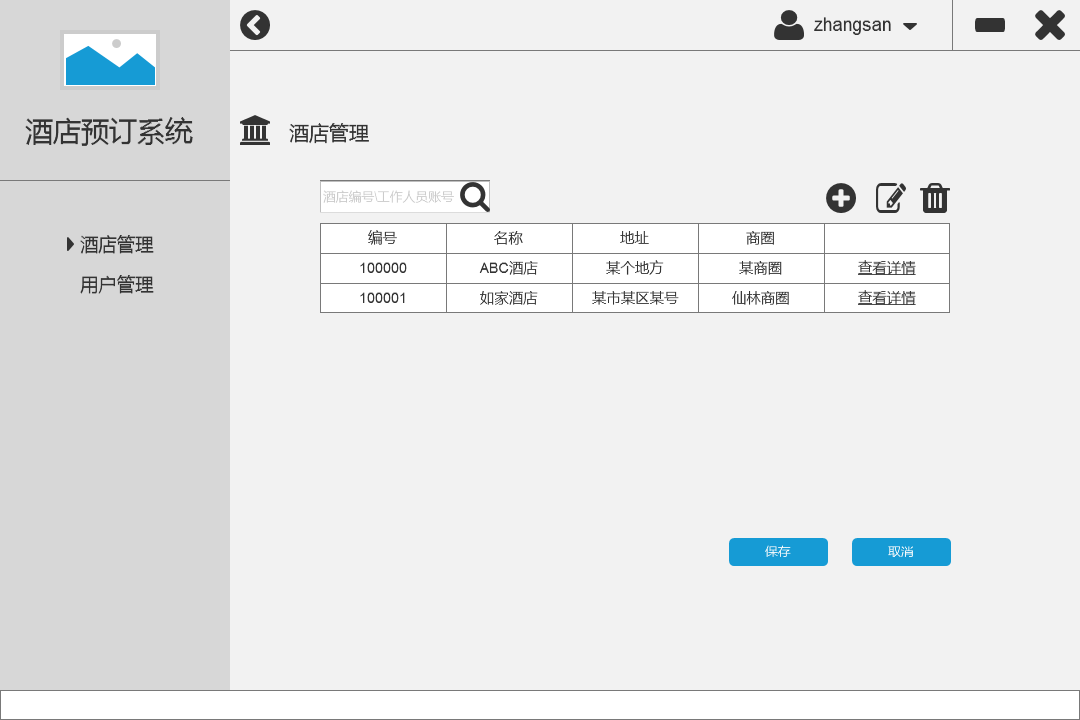 zhangsan
酒店预订系统
酒店管理
酒店管理
用户管理
酒店编号\工作人员账号
编号 名称 地址 商圈
100000 ABC酒店 某个地方 某商圈 查看详情
100001 如家酒店 某市某区某号 仙林商圈 查看详情
保存 取消